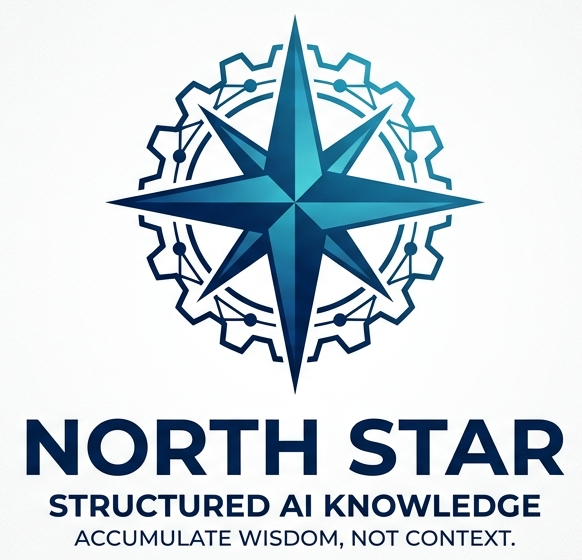 NORTH STAR
STRUCTURED AI KNOWLEDGE
ACCUMULATE WISDOM, NOT CONTEXT.